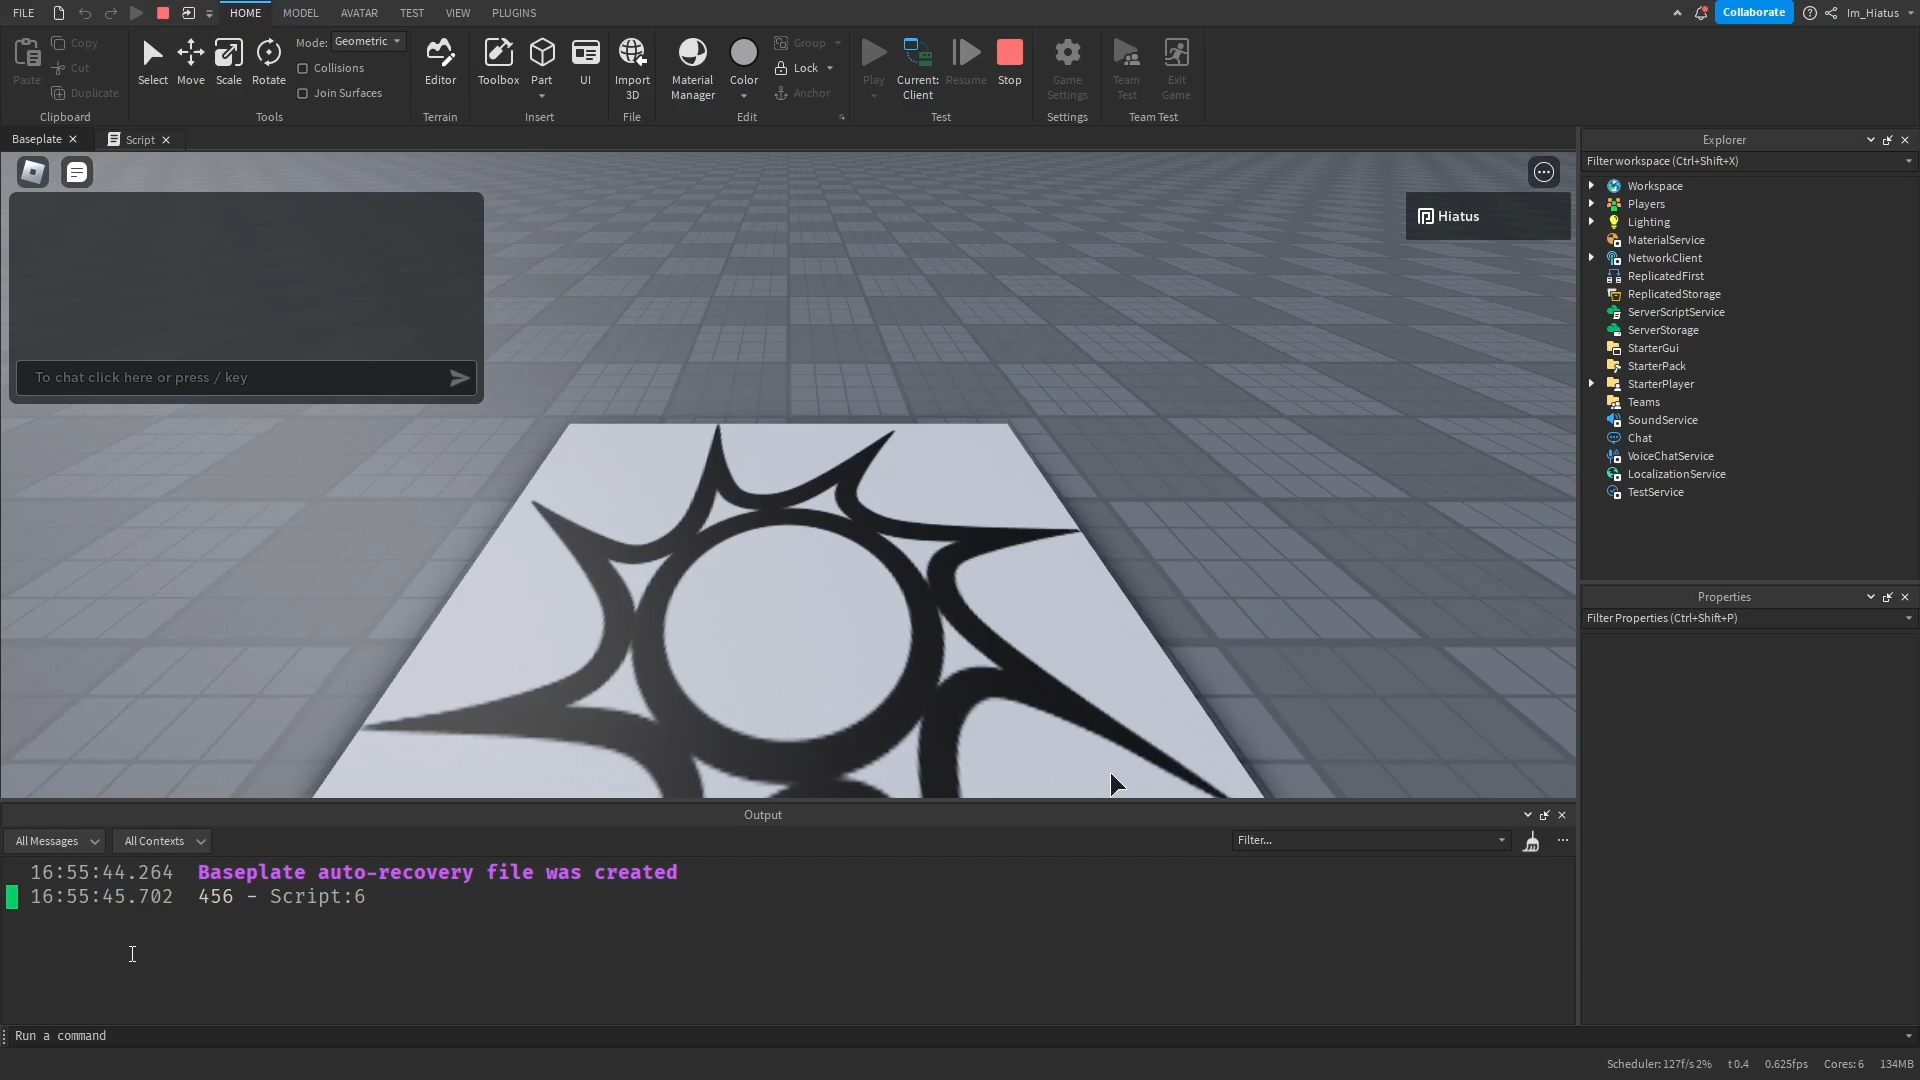 FILE
HOME
MODEL
AVATAR
TEST
VIEW
PLUGINS
Collaborate
Im_Hiatus
Paste
Copy
Cut
Duplicate
Clipboard
Select
Move
Scale
Rotate
Mode: Geometric
Collisions
Join Surfaces
Tools
Editor
Terrain
Toolbox
Part
UI
Insert
Import
3D
File
Material
Manager
Color
Group
Lock
Anchor
Edit
Play
Current:
Client
Resume
Stop
Test
Game
Settings
Settings
Team
Test
Exit
Game
Team Test
Baseplate
Script
To chat click here or press / key
Hiatus
Explorer
Filter workspace (Ctrl+Shift+X)
Workspace
Players
Lighting
MaterialService
NetworkClient
ReplicatedFirst
ReplicatedStorage
ServerScriptService
ServerStorage
StarterGui
StarterPack
StarterPlayer
Teams
SoundService
Chat
VoiceChatService
LocalizationService
TestService
Properties
Filter Properties (Ctrl+Shift+P)
Output
All Messages
All Contexts
Filter...
16:55:44.264 Baseplate auto-recovery file was created
16:55:45.702 456 - Script:6
Run a command
Scheduler: 127f/s 2% t 0.4 0.625fps Cores: 6 134MB